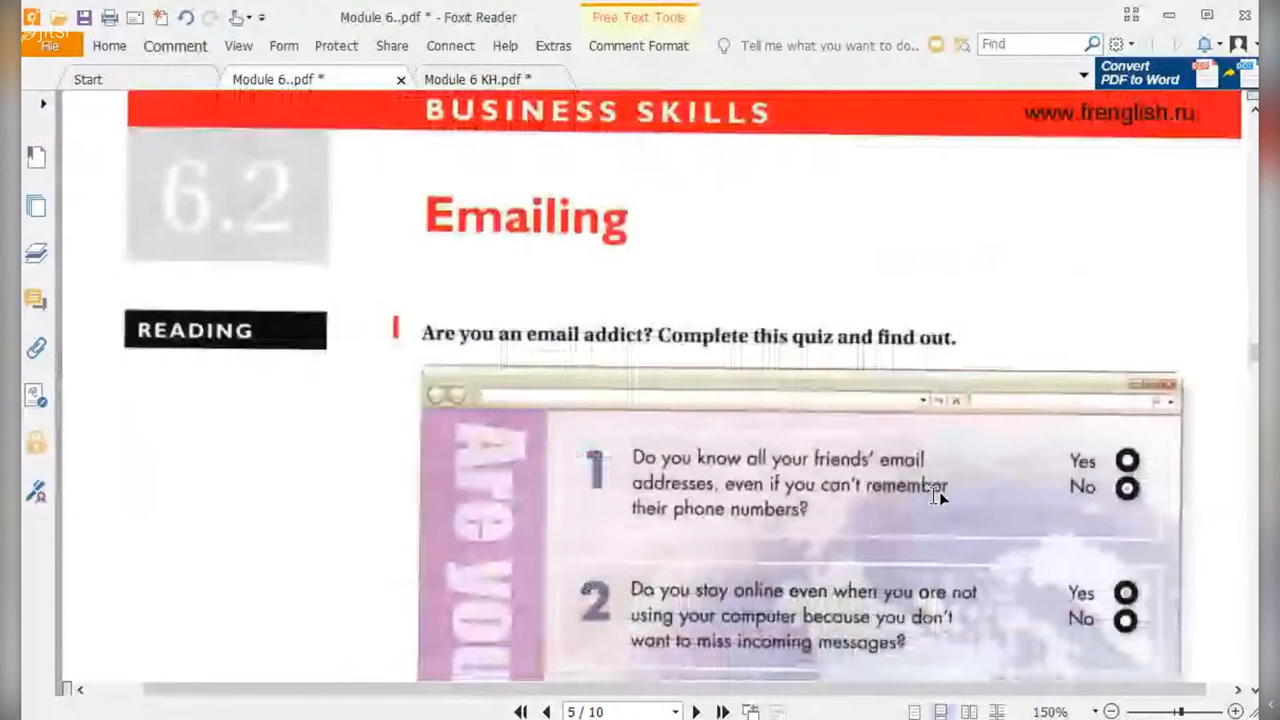 Module 6..pdf * - Foxit Reader
Free Text Tools
jitsi
File
Home
Comment
View
Form
Protect
Share
Connect
Help
Extras
Comment Format
Tell me what you want to do..
Find
Start
Module 6..pdf *
Module 6 KH.pdf *
Convert
PDF to Word
BUSINESS SKILLS
www.frenglish.ru
6.2
Emailing
READING
1 Are you an email addict? Complete this quiz and find out.
Are you
1 Do you know all your friends' email
addresses, even if you can't remember
their phone numbers?
Yes
No
2 Do you stay online even when you are not
using your computer because you don't
want to miss incoming messages?
Yes
No
5 / 10
150%